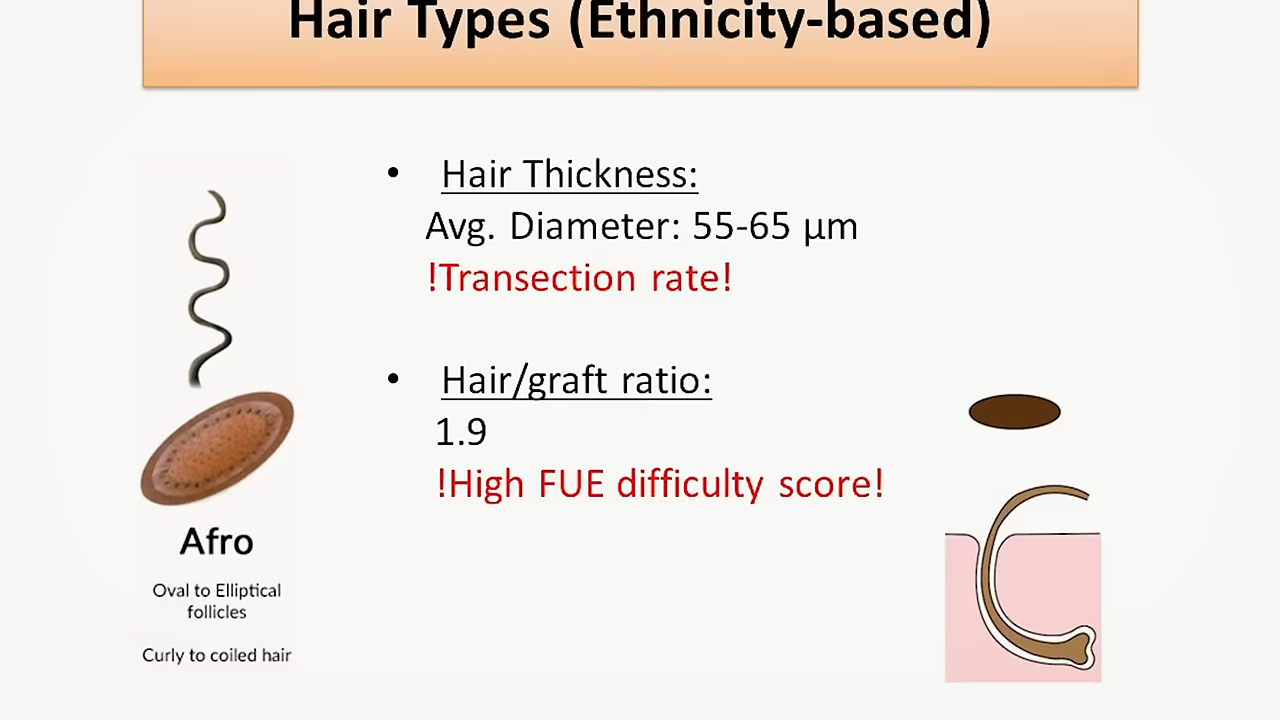 Hair Types (Ethnicity-based)
• Hair Thickness:
Avg. Diameter: 55-65 µm
!Transection rate!
• Hair/graft ratio:
1.9
!High FUE difficulty score!
Afro
Oval to Elliptical
follicles
Curly to coiled hair